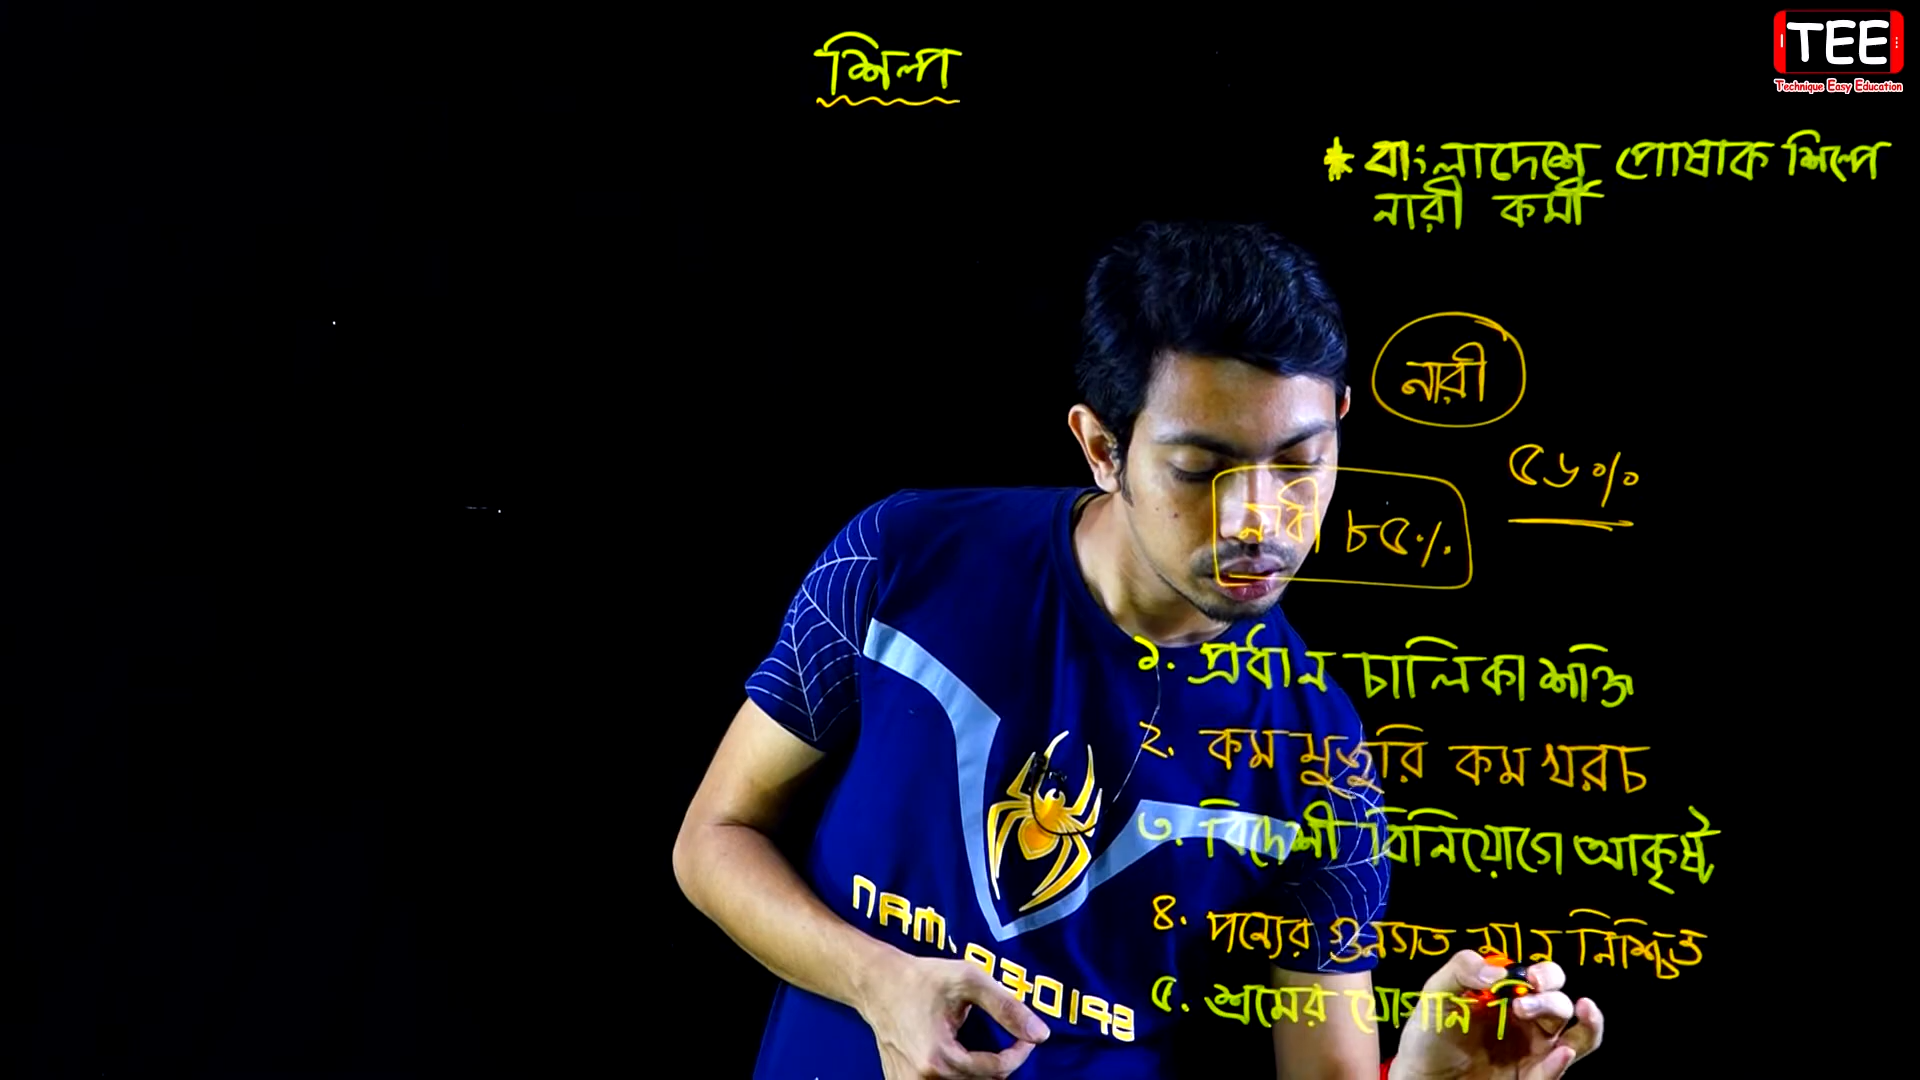 শিল্প
TEE
Technique Easy Education
* বাংলাদেশে পোষাক শিল্পে
নারী কর্মী
নারী
৫৬%
নারী ৮৫%
১. প্রধান চালিকা শক্তি
২. কম মুজুরি কম খরচ
৩. বিদেশী বিনিয়োগে আকৃষ্ট
৪. পন্যের গুনগত মান নিশ্চিত
৫. শ্রমের যোগান নি